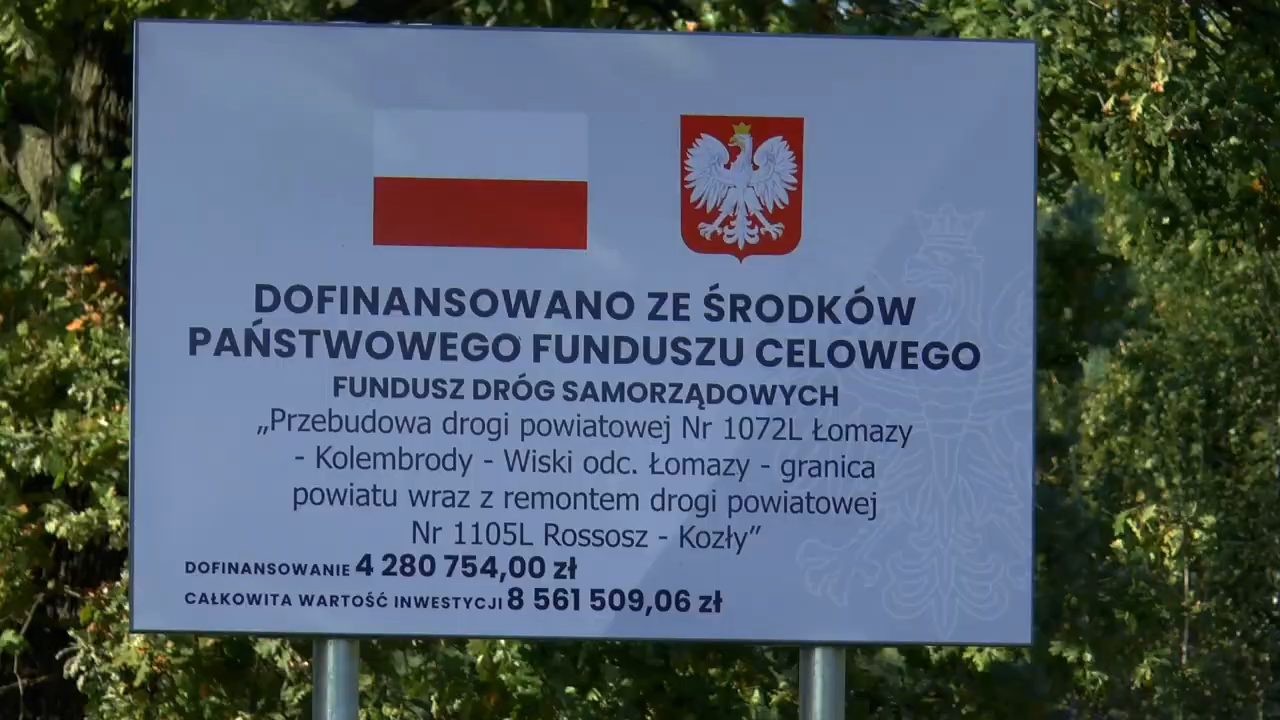 DOFINANSOWANO ZE ŚRODKÓW
PAŃSTWOWEGO FUNDUSZU CELOWEGO
FUNDUSZ DRÓG SAMORZĄDOWYCH
„Przebudowa drogi powiatowej Nr 1072L Łomazy
- Kolembrody - Wiski odc. Łomazy - granica
powiatu wraz z remontem drogi powiatowej
Nr 1105L Rossosz - Kozły”
DOFINANSOWANIE 4 280 754,00 zł
CAŁKOWITA WARTOŚĆ INWESTYCJI 8 561 509,06 zł